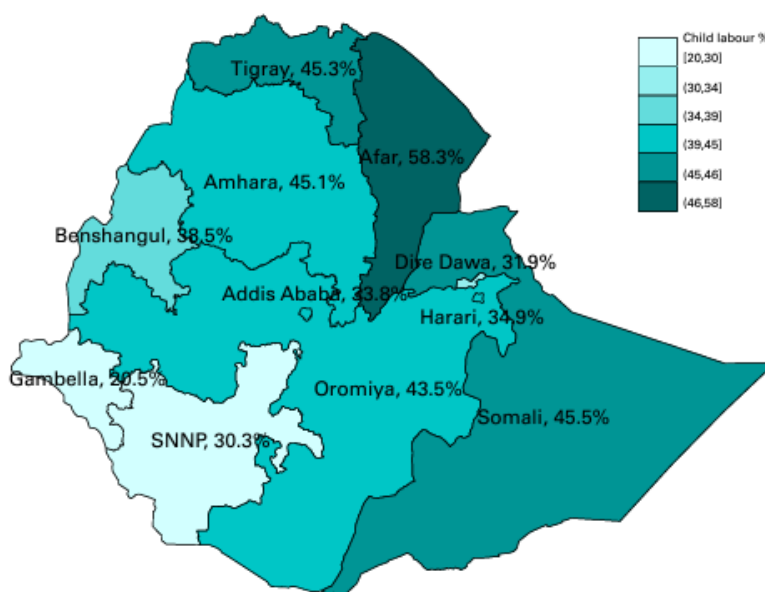 Child labour %
[20,30]
(30,34]
(34,39]
(39,45]
(45,46]
(46,58]
Tigray, 45.3%
Afar, 58.3%
Amhara, 45.1%
Benshangul, 38.5%
Dire Dawa, 31.9%
Addis Ababa, 33.8%
Harari, 34.9%
Gambella, 20.5%
Oromiya, 43.5%
Somali, 45.5%
SNNP, 30.3%